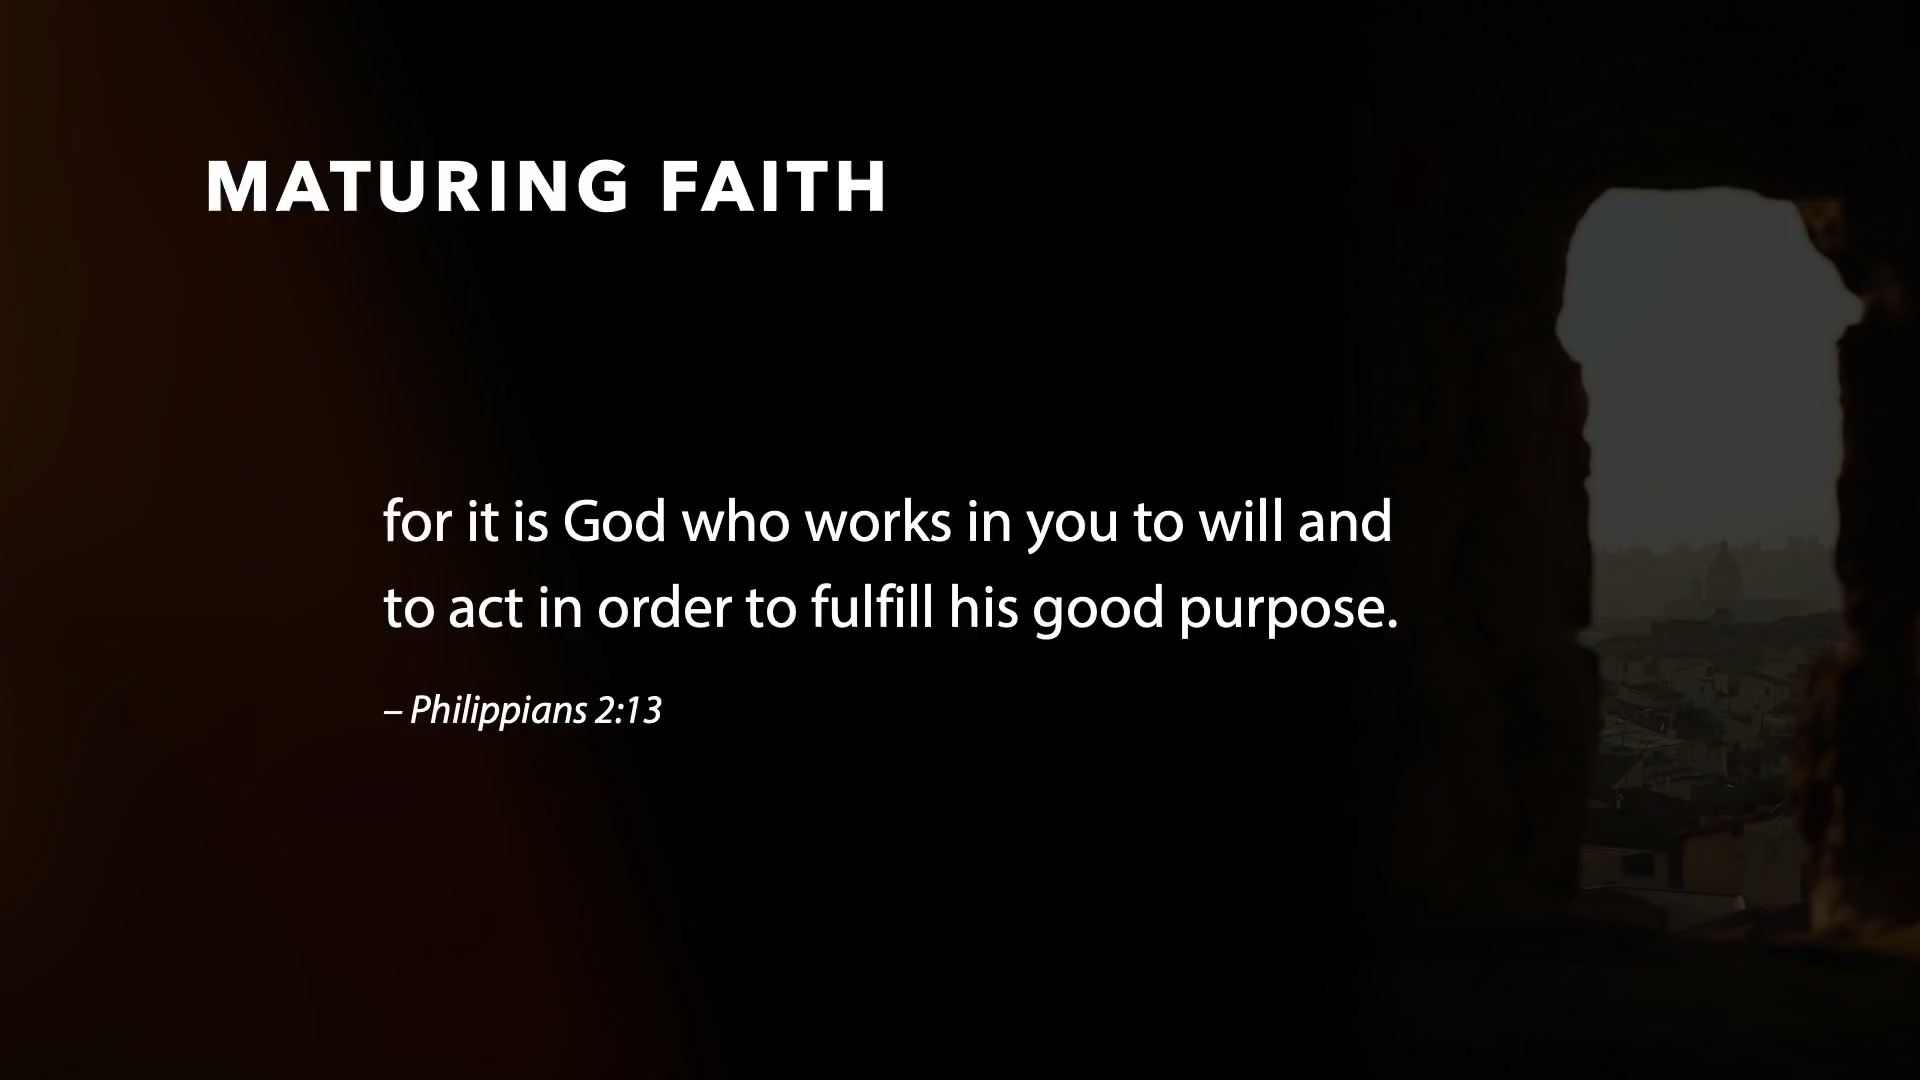 MATURING FAITH
for it is God who works in you to will and
to act in order to fulfill his good purpose.
– Philippians 2:13